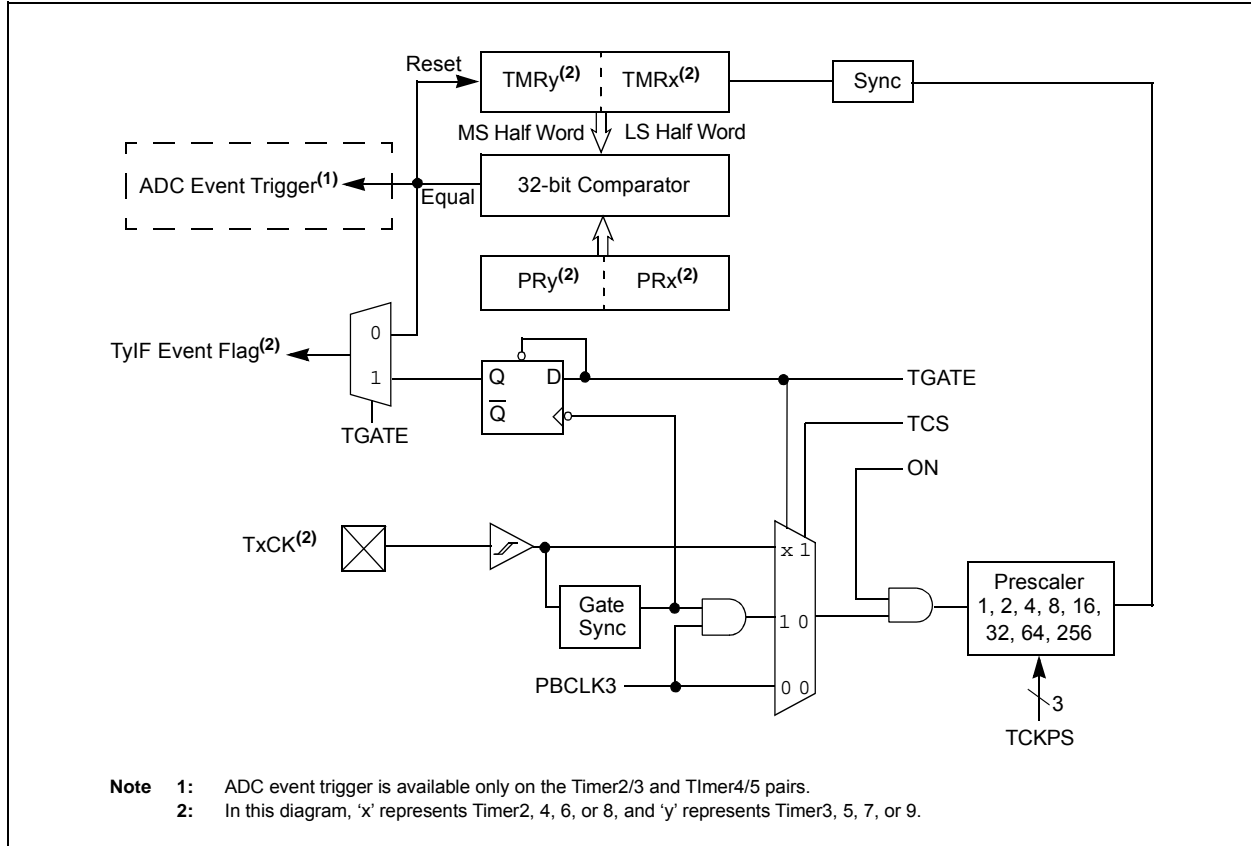 Reset
TMRy(2) TMRx(2)
Sync
MS Half Word LS Half Word
ADC Event Trigger(1)
Equal
32-bit Comparator
PRy(2) PRx(2)
0
TyIF Event Flag(2)
1
Q D
Q
TGATE
TGATE
TCS
ON
TxCK(2)
x 1
Gate
Sync
1 0
Prescaler
1, 2, 4, 8, 16,
32, 64, 256
PBCLK3
0 0
3
TCKPS
Note 1: ADC event trigger is available only on the Timer2/3 and TImer4/5 pairs.
2: In this diagram, ‘x’ represents Timer2, 4, 6, or 8, and ‘y’ represents Timer3, 5, 7, or 9.